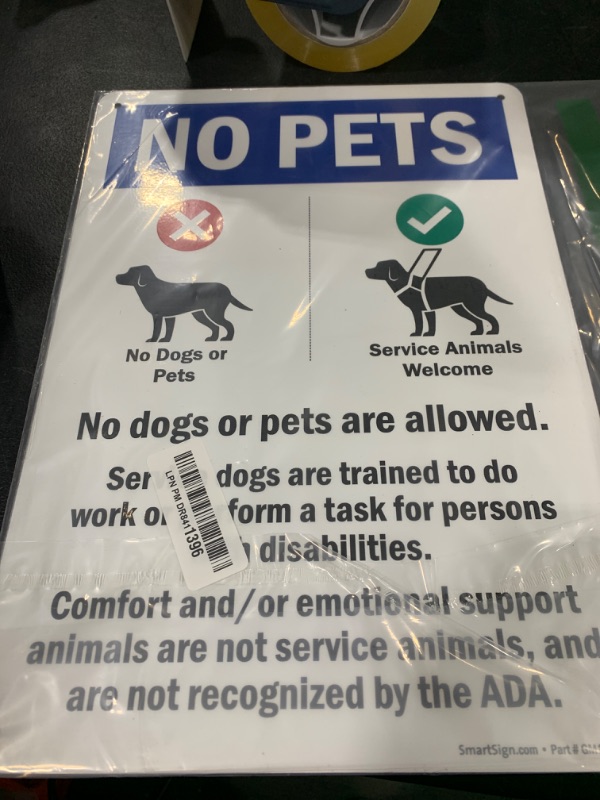 NO PETS
No Dogs or
Pets
Service Animals
Welcome
No dogs or pets are allowed.
Ser dogs are trained to do
work o form a task for persons
disabilities.
LPN PM DR8411396
Comfort and/or emotional support
animals are not service animals, and
are not recognized by the ADA.
SmartSign.com • Part #